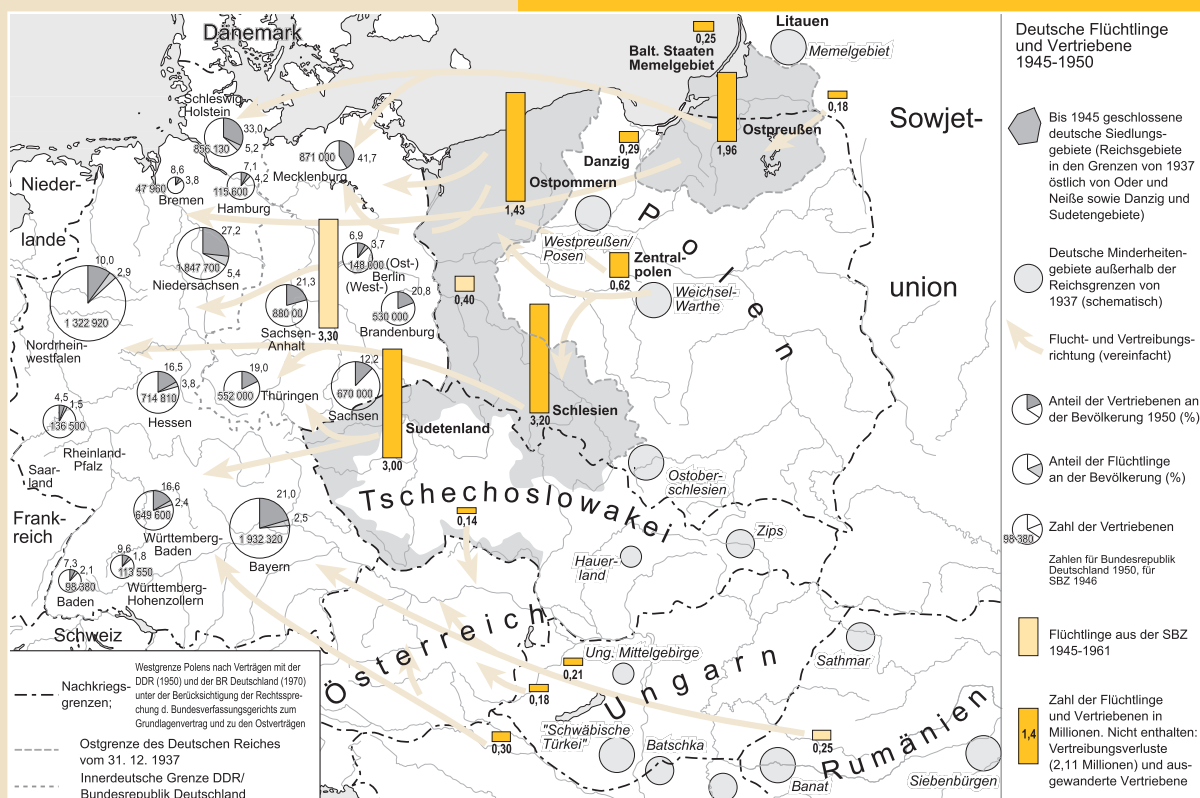 Dänemark
Litauen
0,25
Balt. Staaten
Memelgebiet
Memelgebiet
Schleswig
Holstein
33,0
5,2
856 130
871 000
41,7
Mecklenburg
0,18
Sowjet-
union
Ostpreußen
1,96
0,29
Danzig
Ostpommern
1,43
8,6
3,8
47 960
Bremen
7,1
4,2
115 600
Hamburg
Nieder-
lande
27,2
5,4
1 847 700
Niedersachsen
6,9
3,7
148 000
(Ost-)
Berlin
(West-)
Westpreußen/
Posen
Polen
Zentral-
polen
0,62
Weichsel-
Warthe
10,0
2,9
1 322 920
Nordrhein-
westfalen
21,3
880 00
Sachsen-
Anhalt
3,30
20,8
530 000
Brandenburg
0,40
16,5
3,8
714 810
Hessen
19,0
552 000
Thüringen
12,2
670 000
Sachsen
Sudetenland
3,00
Schlesien
3,20
4,5
1,5
136 500
Rheinland-
Pfalz
Saar-
land
Ostober-
schlesien
Frank-
reich
16,6
2,4
649 600
Württemberg-
Baden
21,0
2,5
1 932 320
Bayern
Tschechoslowakei
0,14
Zips
Hauer-
land
7,3
2,1
98 380
Baden
9,6
1,8
113 550
Württemberg-
Hohenzollern
Schweiz
Österreich
Ungarn
Ung. Mittelgebirge
0,21
0,18
Sathmar
"Schwäbische
Türkei"
0,30
Batschka
0,25
Banat
Rumänien
Siebenbürgen
Nachkriegs-
grenzen;
Westgrenze Polens nach Verträgen mit der
DDR (1950) und der BR Deutschland (1970)
unter der Berücksichtigung der Rechtsspre-
chung d. Bundesverfassungsgerichts zum
Grundlagenvertrag und zu den Ostverträgen
Ostgrenze des Deutschen Reiches
vom 31. 12. 1937
Innerdeutsche Grenze DDR/
Bundesrepublik Deutschland
Deutsche Flüchtlinge
und Vertriebene
1945-1950
Bis 1945 geschlossene
deutsche Siedlungs-
gebiete (Reichsgebiete
in den Grenzen von 1937
östlich von Oder und
Neiße sowie Danzig und
Sudetengebiete)
Deutsche Minderheiten-
gebiete außerhalb der
Reichsgrenzen von
1937 (schematisch)
Flucht- und Vertreibungs-
richtung (vereinfacht)
Anteil der Vertriebenen an
der Bevölkerung 1950 (%)
Anteil der Flüchtlinge
an der Bevölkerung (%)
98 380
Zahl der Vertriebenen
Zahlen für Bundesrepublik
Deutschland 1950, für
SBZ 1946
Flüchtlinge aus der SBZ
1945-1961
1,4
Zahl der Flüchtlinge
und Vertriebenen in
Millionen. Nicht enthalten:
Vertreibungsverluste
(2,11 Millionen) und aus-
gewanderte Vertriebene